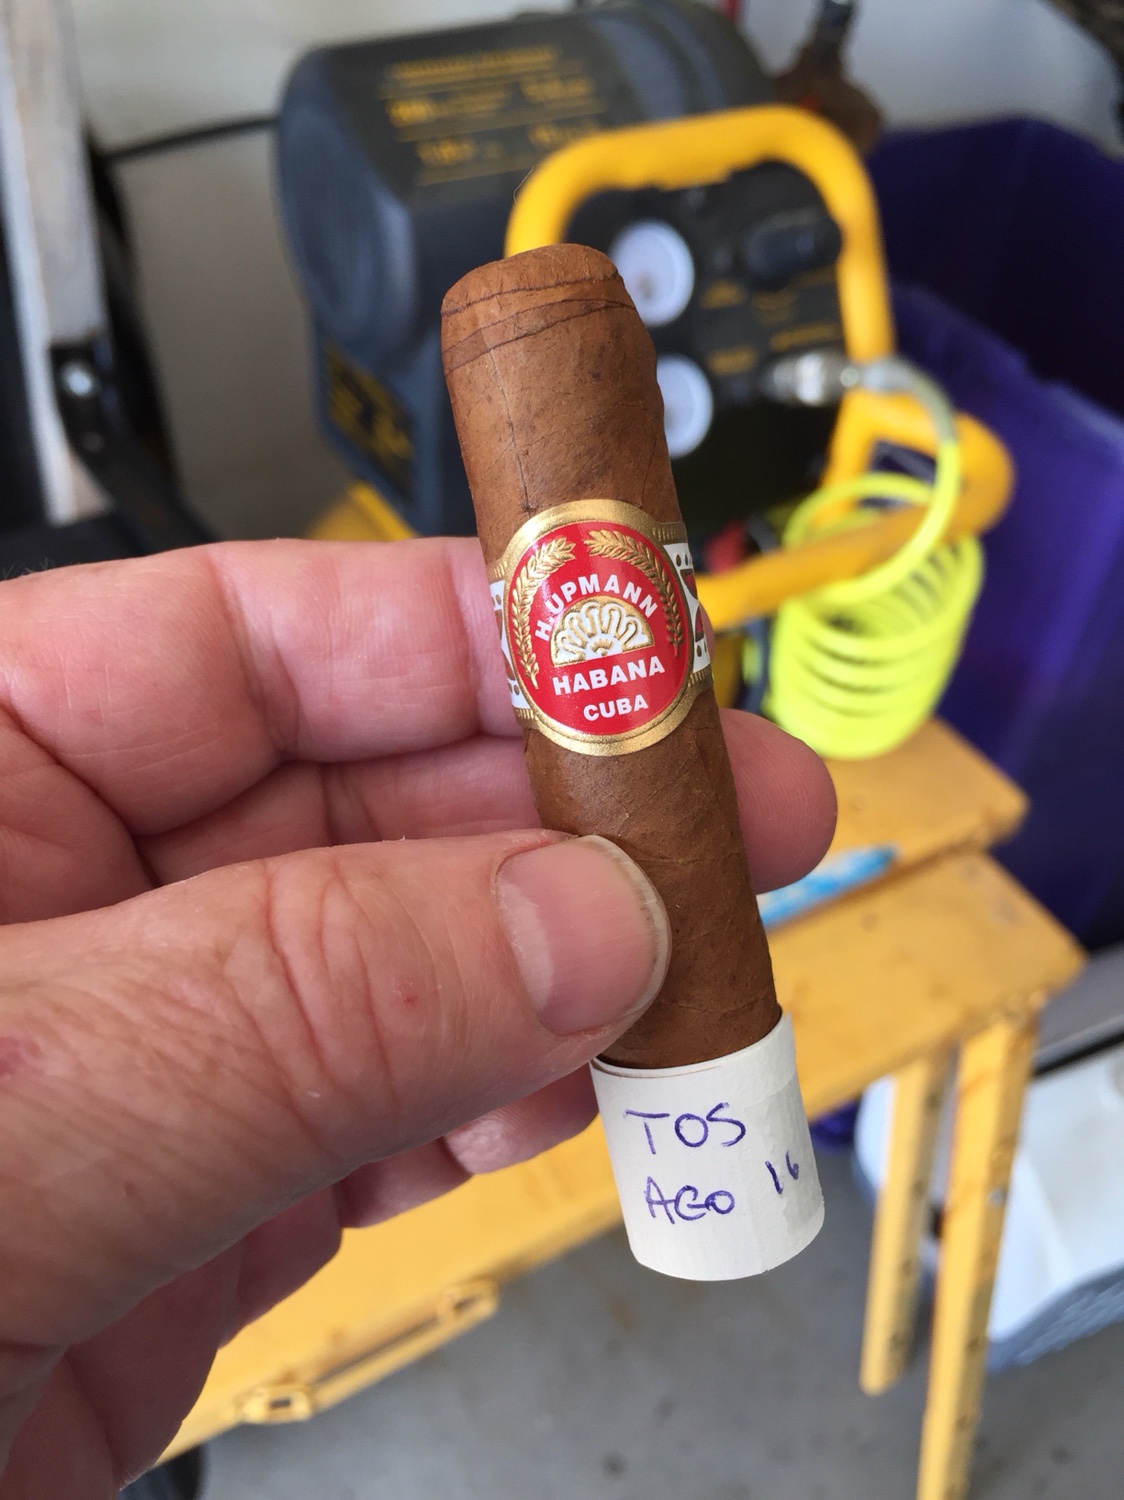 H.UPMANN
HABANA
CUBA
TOS
AGO 16